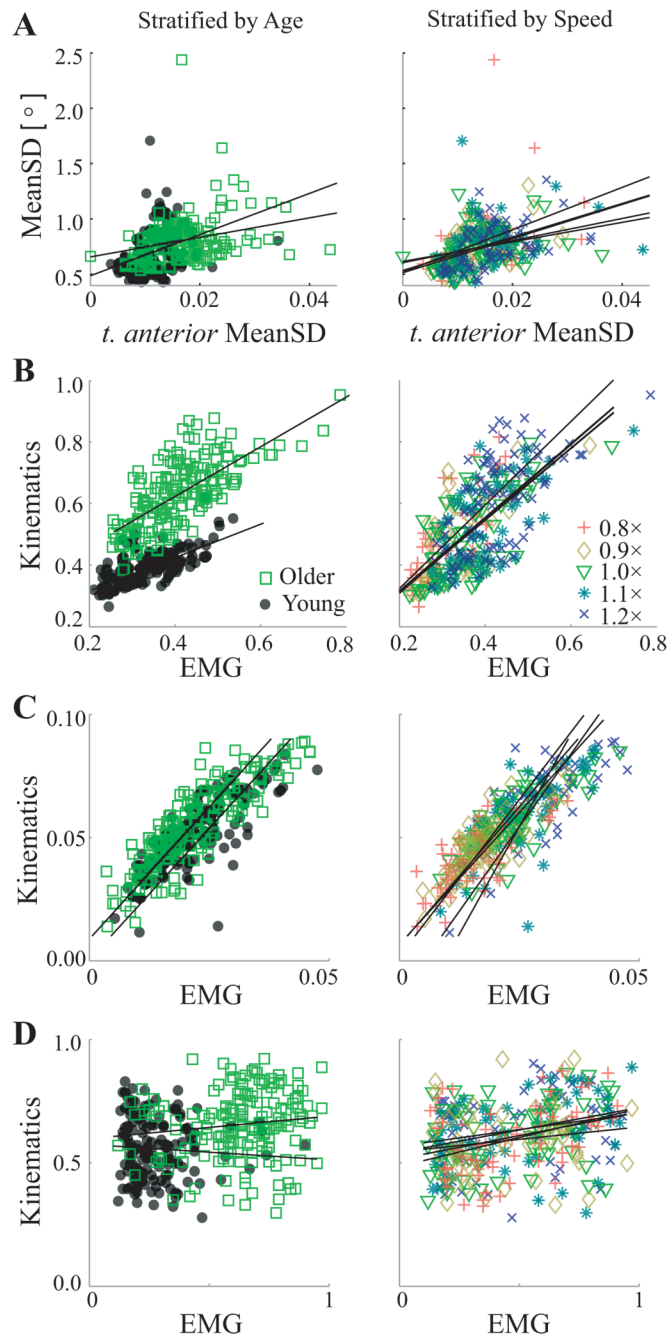 A
Stratified by Age
Stratified by Speed
MeanSD [°]
2.5
2.0
1.5
1.0
0.5
0
0.02
0.04
0
0.02
0.04
t. anterior MeanSD
t. anterior MeanSD
B
Kinematics
1.0
0.8
0.6
0.4
0.2
Older
Young
0.8×
0.9×
1.0×
1.1×
1.2×
0.2
0.4
0.6
0.8
0.2
0.4
0.6
0.8
EMG
EMG
C
Kinematics
0.10
0.05
0.00
0
0.05
0
0.05
EMG
EMG
D
Kinematics
1.0
0.5
0.0
0
1
0
1
EMG
EMG